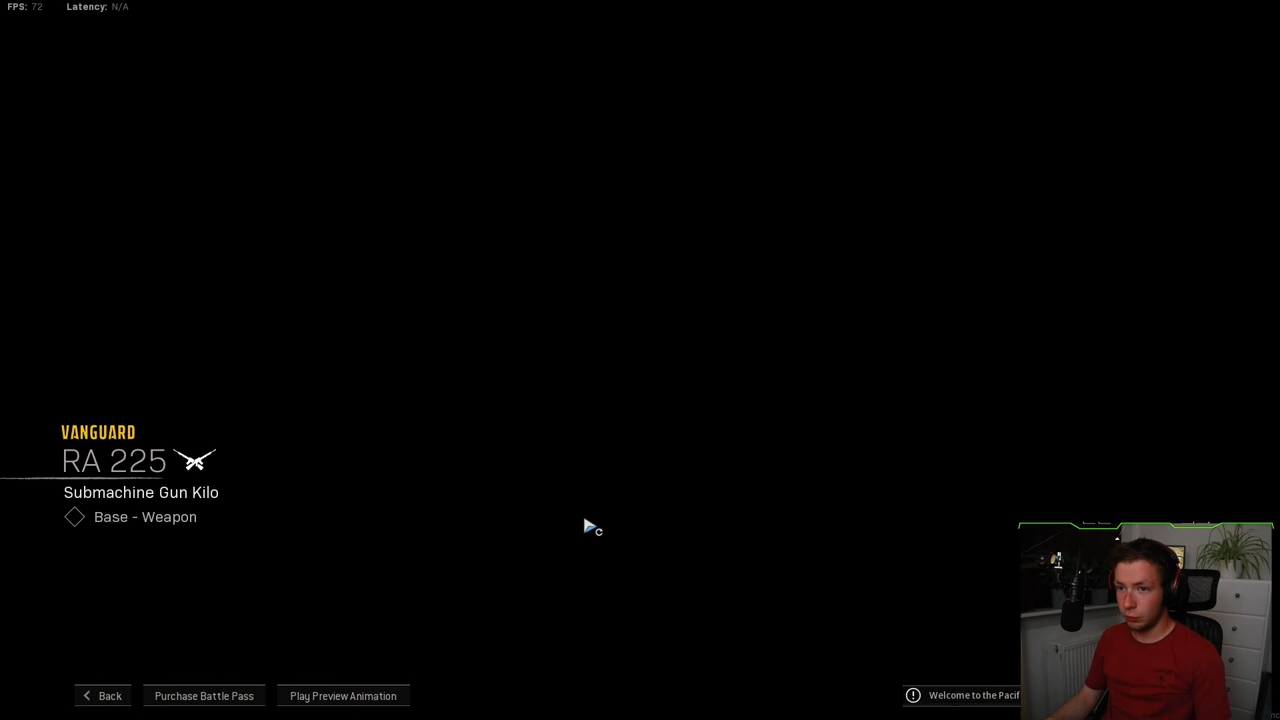 FPS: 72 Latency: N/A
VANGUARD
RA 225
Submachine Gun Kilo
Base - Weapon
Back
Purchase Battle Pass
Play Preview Animation
Welcome to the Pacif